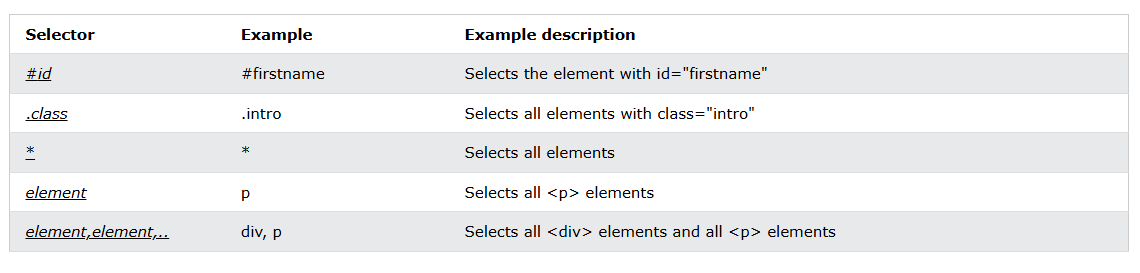 Selector Example Example description
#id #firstname Selects the element with id="firstname"
.class .intro Selects all elements with class="intro"
* * Selects all elements
element p Selects all <p> elements
element,element,.. div, p Selects all <div> elements and all <p> elements